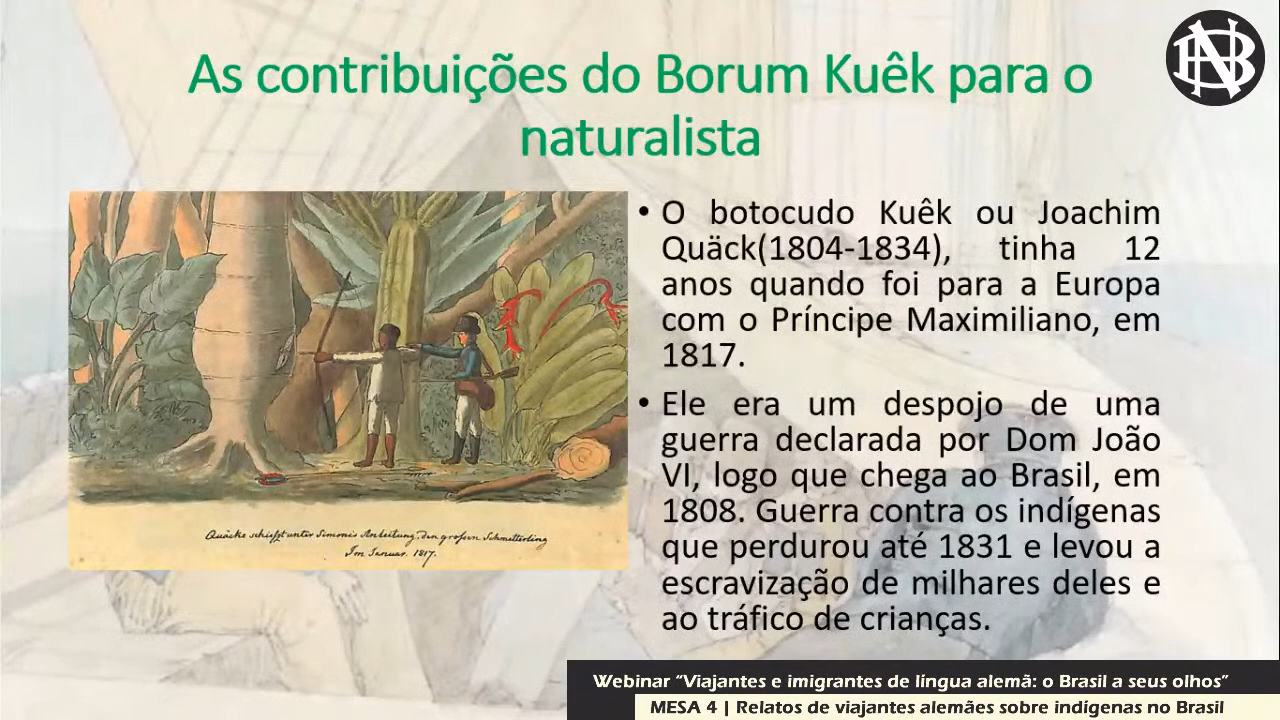 As contribuições do Borum Kuêk para o
naturalista
• O botocudo Kuêk ou Joachim
Quäck(1804-1834), tinha 12
anos quando foi para a Europa
com o Príncipe Maximiliano, em
1817.
• Ele era um despojo de uma
guerra declarada por Dom João
VI, logo que chega ao Brasil, em
1808. Guerra contra os indígenas
que perdurou até 1831 e levou a
escravização de milhares deles e
ao tráfico de crianças.
Quäcke schießt unter Simonis Anleitung, den großen Schmetterling
Im Januar. 1817.
Webinar “Viajantes e imigrantes de língua alemã: o Brasil a seus olhos”
MESA 4 | Relatos de viajantes alemães sobre indígenas no Brasil